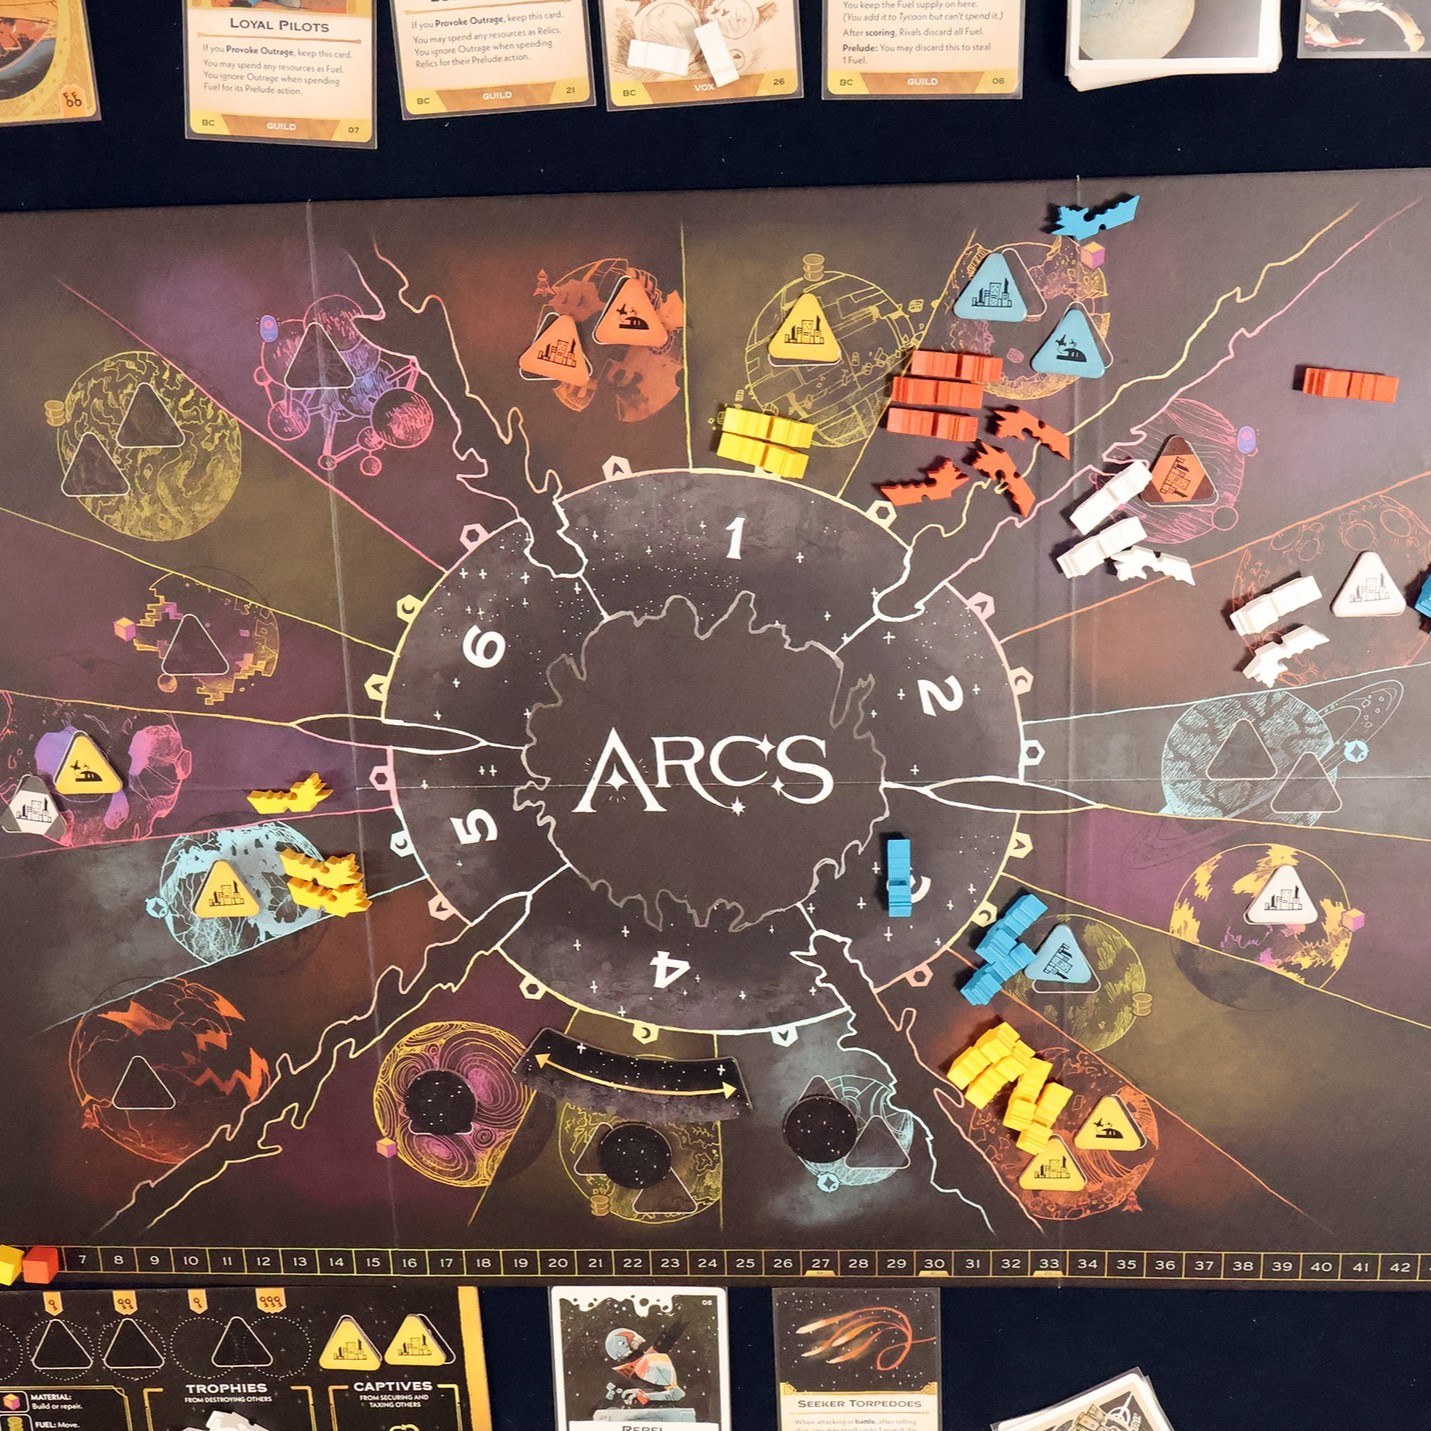 LOYAL PILOTS
If you Provoke Outrage, keep this card.
You may spend any resources as Fuel.
You ignore Outrage when spending
Fuel for its Prelude action.
BC GUILD 07
If you Provoke Outrage, keep this card.
You may spend any resources as Relics.
You ignore Outrage when spending
Relics for their Prelude action.
BC GUILD 21
BC VOX 26
You keep the Fuel supply on here.
(You add it to Tycoon but can't spend it.)
After scoring, Rivals discard all Fuel.
Prelude: You may discard this to steal
1 Fuel.
BC GUILD 06
1
2
4
5
6
ARCS
7 8 9 10 11 12 13 14 15 16 17 18 19 20 21 22 23 24 25 26 27 28 29 30 31 32 33 34 35 36 37 38 39 40 41 42
MATERIAL:
Build or repair.
FUEL: Move.
TROPHIES
FROM DESTROYING OTHERS
CAPTIVES
FROM SECURING AND
TAXING OTHERS
REBEL
SEEKER TORPEDOES
When attacking in battle, after rolling